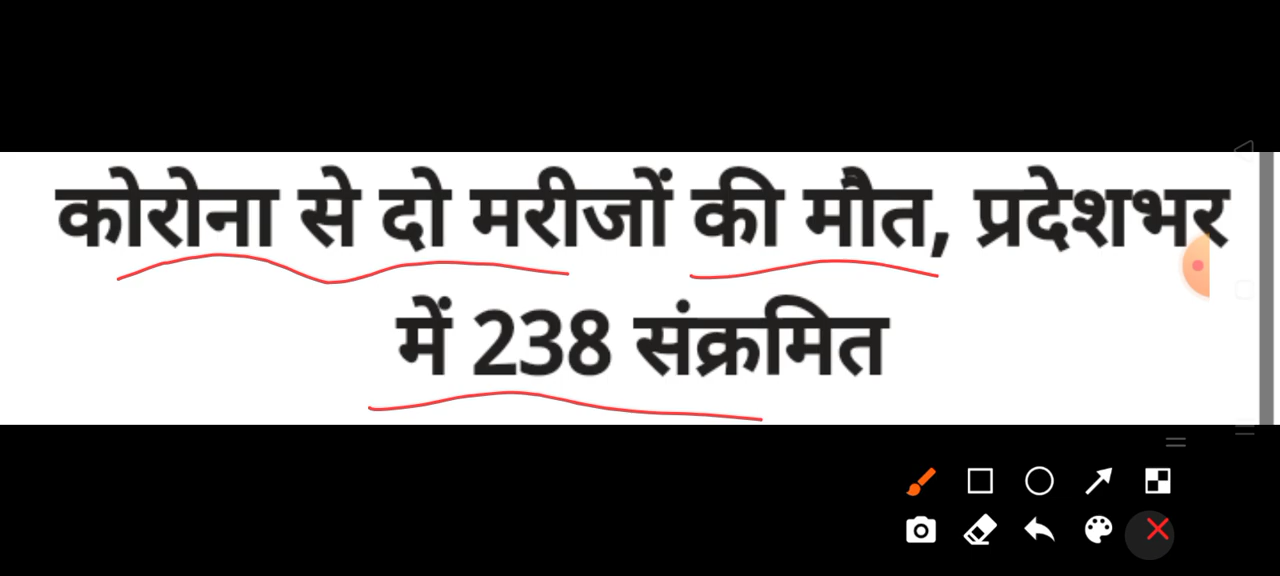 कोरोना से दो मरीजों की मौत, प्रदेशभर
में 238 संक्रमित